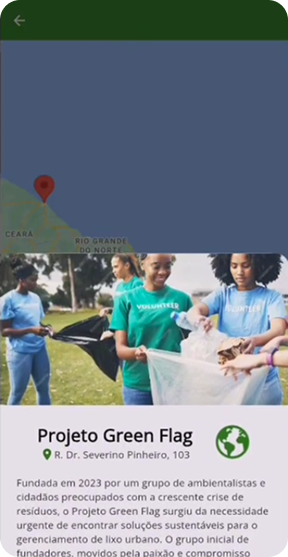 CEARÁ
RIO GRANDE
DO NORTE
VOLUNTEER
VOLUNTEER
Projeto Green Flag
R. Dr. Severino Pinheiro, 103
Fundada em 2023 por um grupo de ambientalistas e
cidadãos preocupados com a crescente crise de
resíduos, o Projeto Green Flag surgiu da necessidade
urgente de encontrar soluções sustentáveis para o
gerenciamento de lixo urbano. O grupo inicial de
fundadores, movidos pela paixão e compromisso